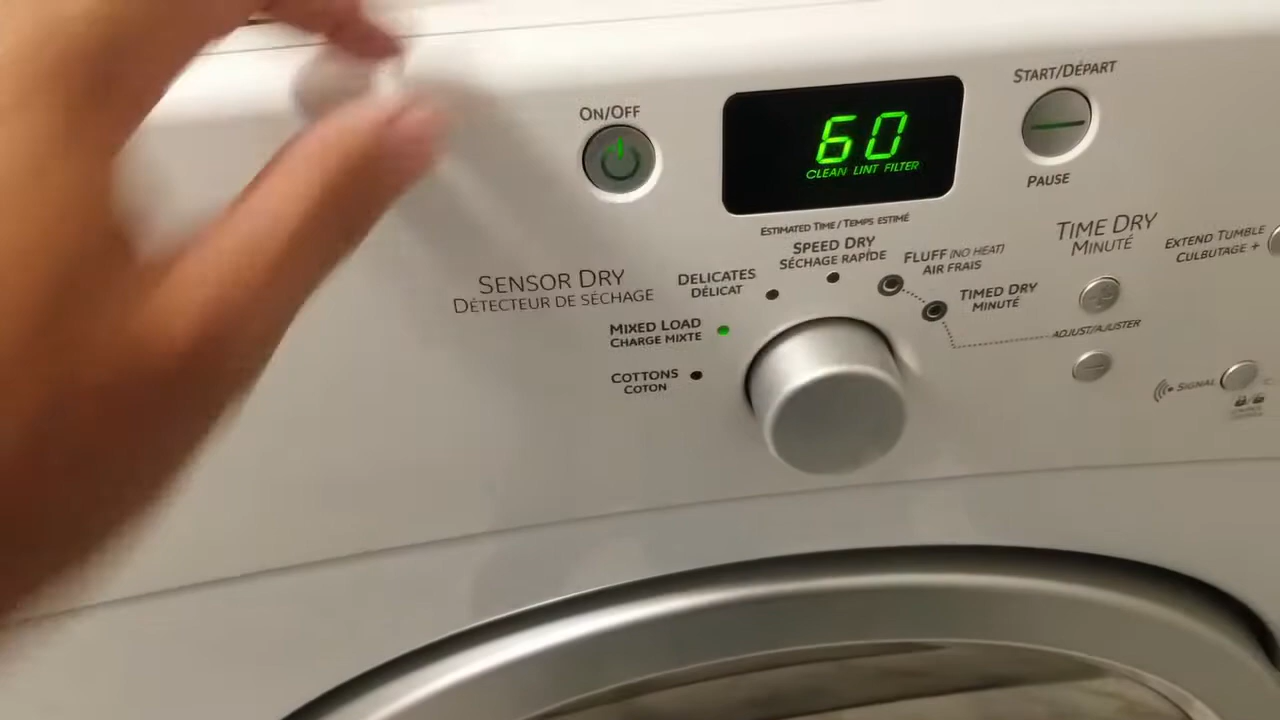 ON/OFF
60
CLEAN LINT FILTER
START/DÉPART
PAUSE
ESTIMATED TIME/TEMPS ESTIMÉ
SENSOR DRY
DÉTECTEUR DE SÉCHAGE
COTTONS
COTON
MIXED LOAD
CHARGE MIXTE
DELICATES
DÉLICAT
SPEED DRY
SÉCHAGE RAPIDE
FLUFF (NO HEAT)
AIR FRAIS
TIMED DRY
MINUTÉ
TIME DRY
MINUTÉ
ADJUST/AJUSTER
EXTEND TUMBLE
CULBUTAGE +
SIGNAL